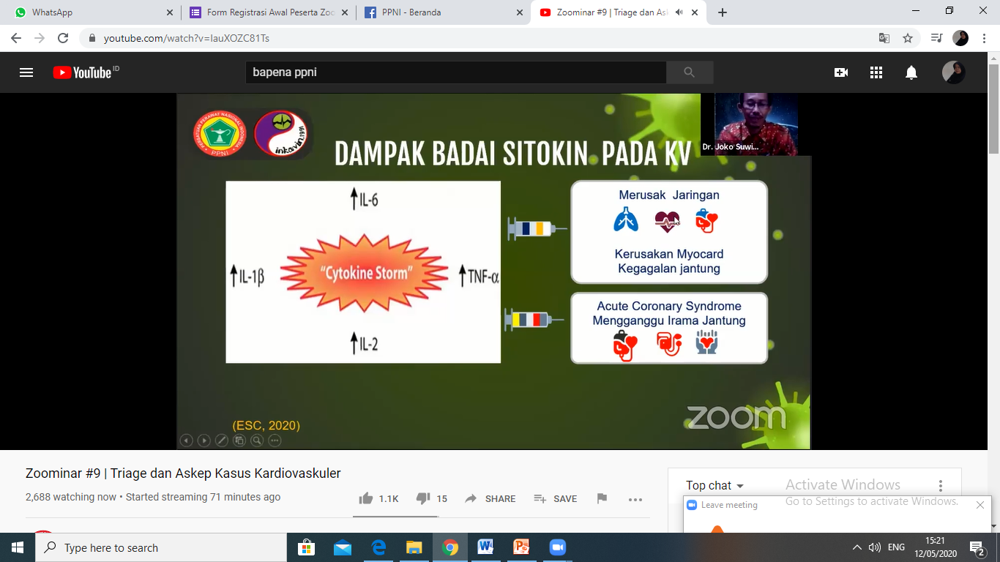 WhatsApp
Form Registrasi Awal Peserta Zoo
PPNI - Beranda
Zoominar #9 | Triage dan As
youtube.com/watch?v=IauXOZC81Ts
YouTube ID
bapena ppni
PERSATUAN PERAWAT NASIONAL INDONESIA
PPNI
inkavin.1991
DAMPAK BADAI SITOKIN PADA KV
Dr. Joko Suwi...
↑IL-6
↑IL-1β
"Cytokine Storm"
↑TNF-α
↑IL-2
Merusak Jaringan
Kerusakan Myocard
Kegagalan jantung
Acute Coronary Syndrome
Mengganggu Irama Jantung
(ESC, 2020)
zoom
Zoominar #9 | Triage dan Askep Kasus Kardiovaskuler
2,688 watching now • Started streaming 71 minutes ago
1.1K
15
SHARE
SAVE
Top chat
Activate Windows
Go to Settings to activate Windows.
Leave meeting
Type here to search
ENG
15:21
12/05/2020
2